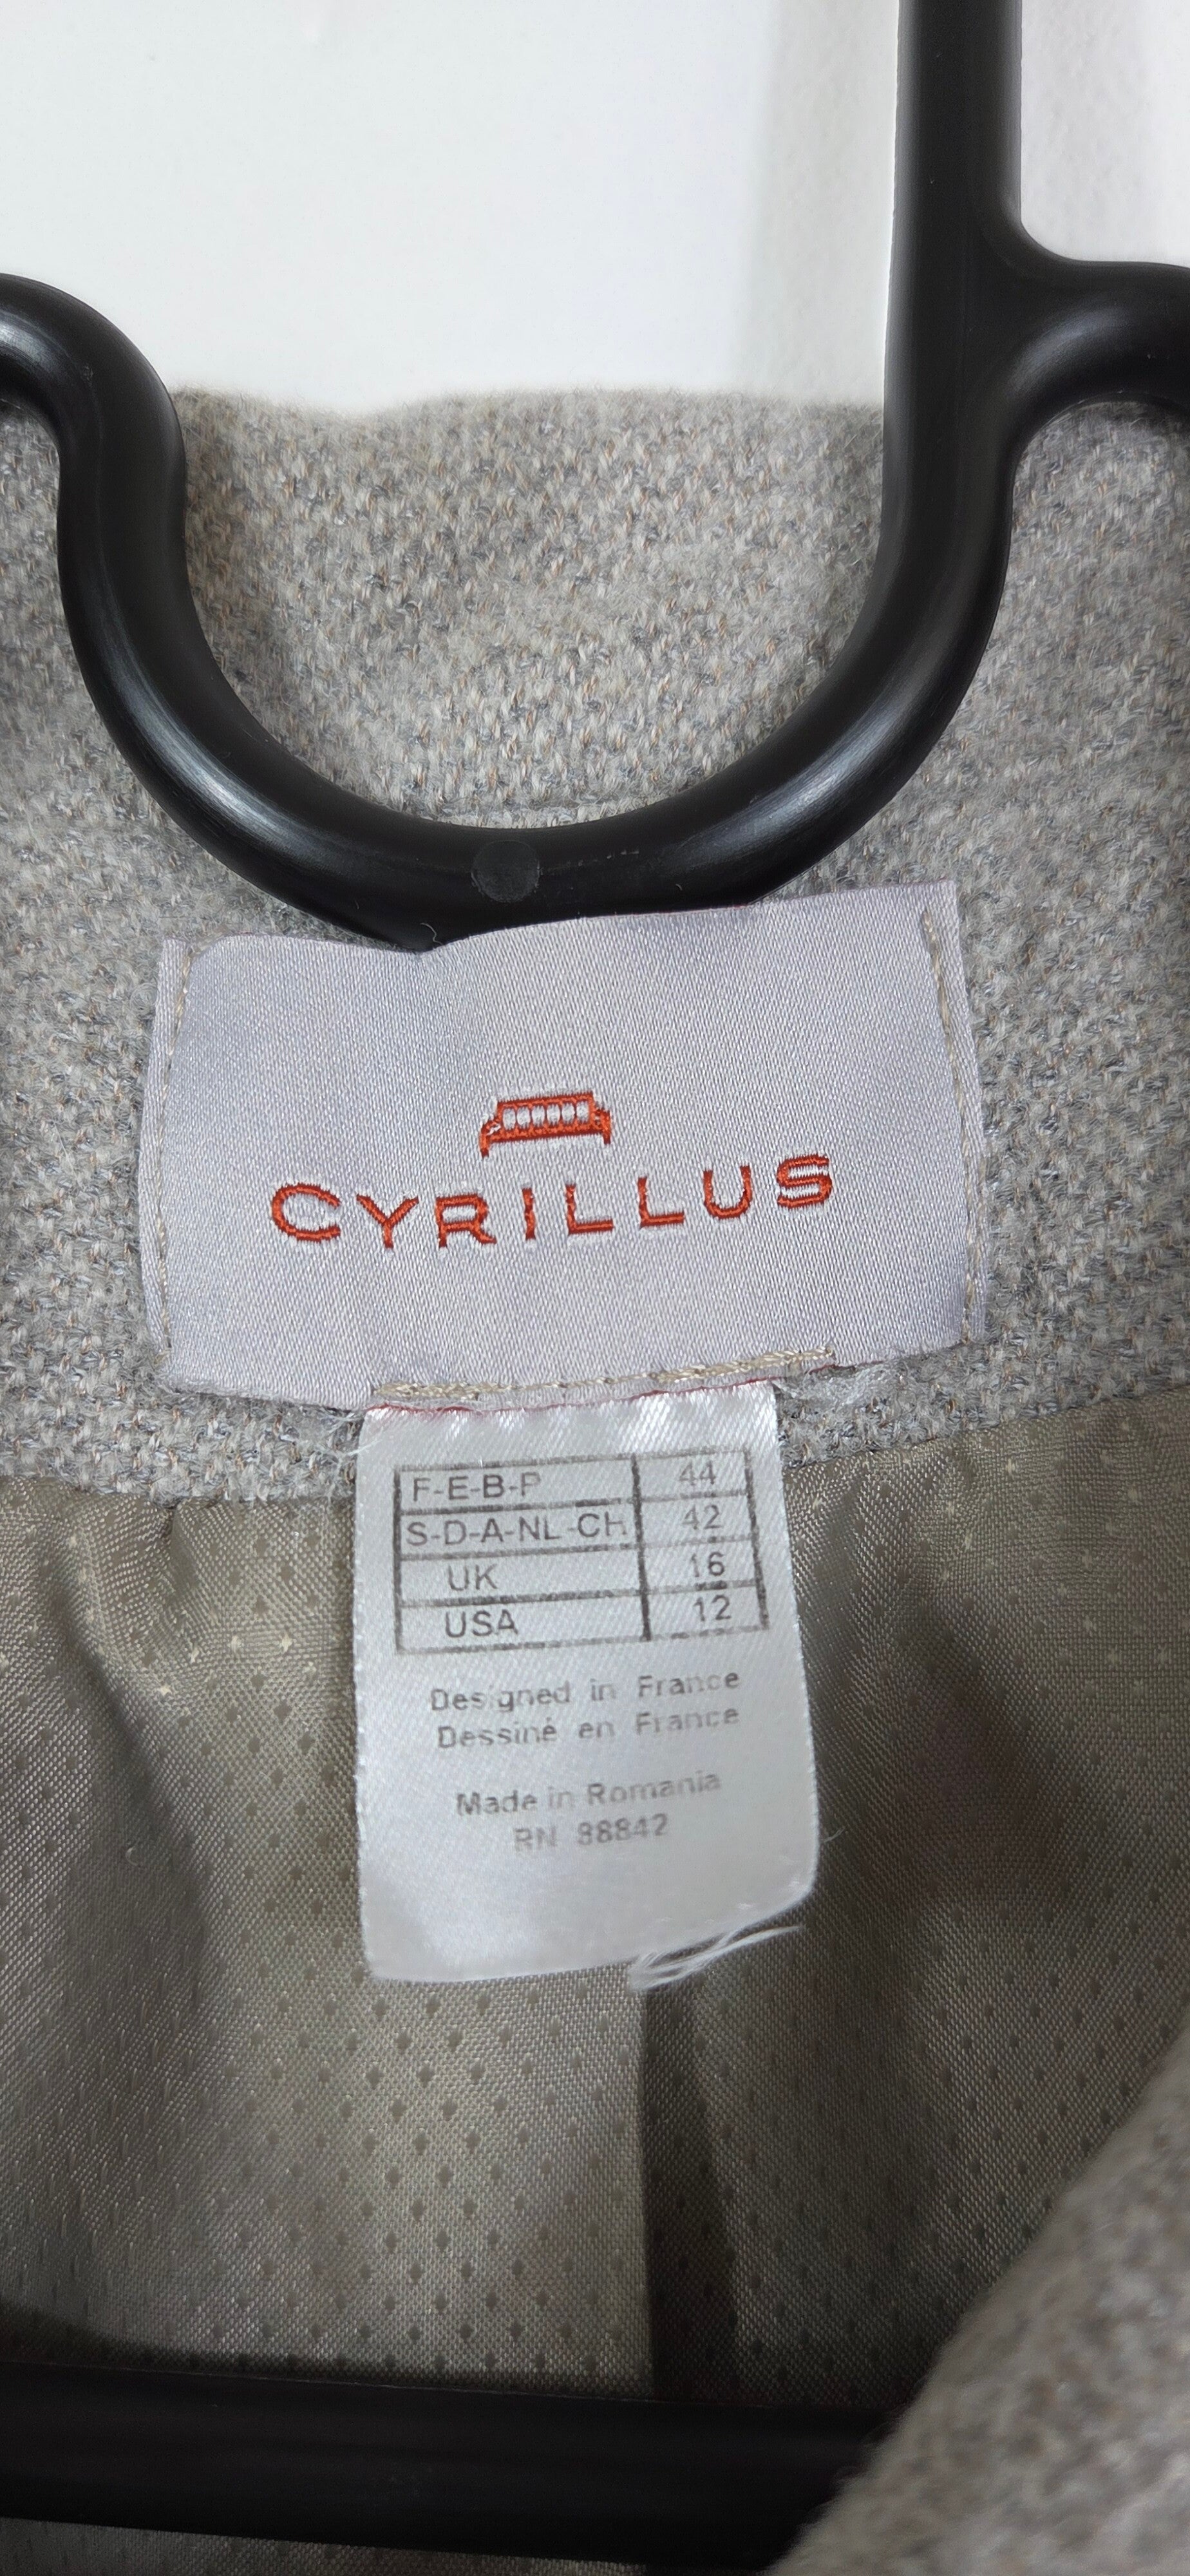 CYRILLUS
F-E-B-P 44
S-D-A-NL-CH 42
UK 16
USA 12
Designed in France
Dessiné en France
Made in Romania
RN 88842